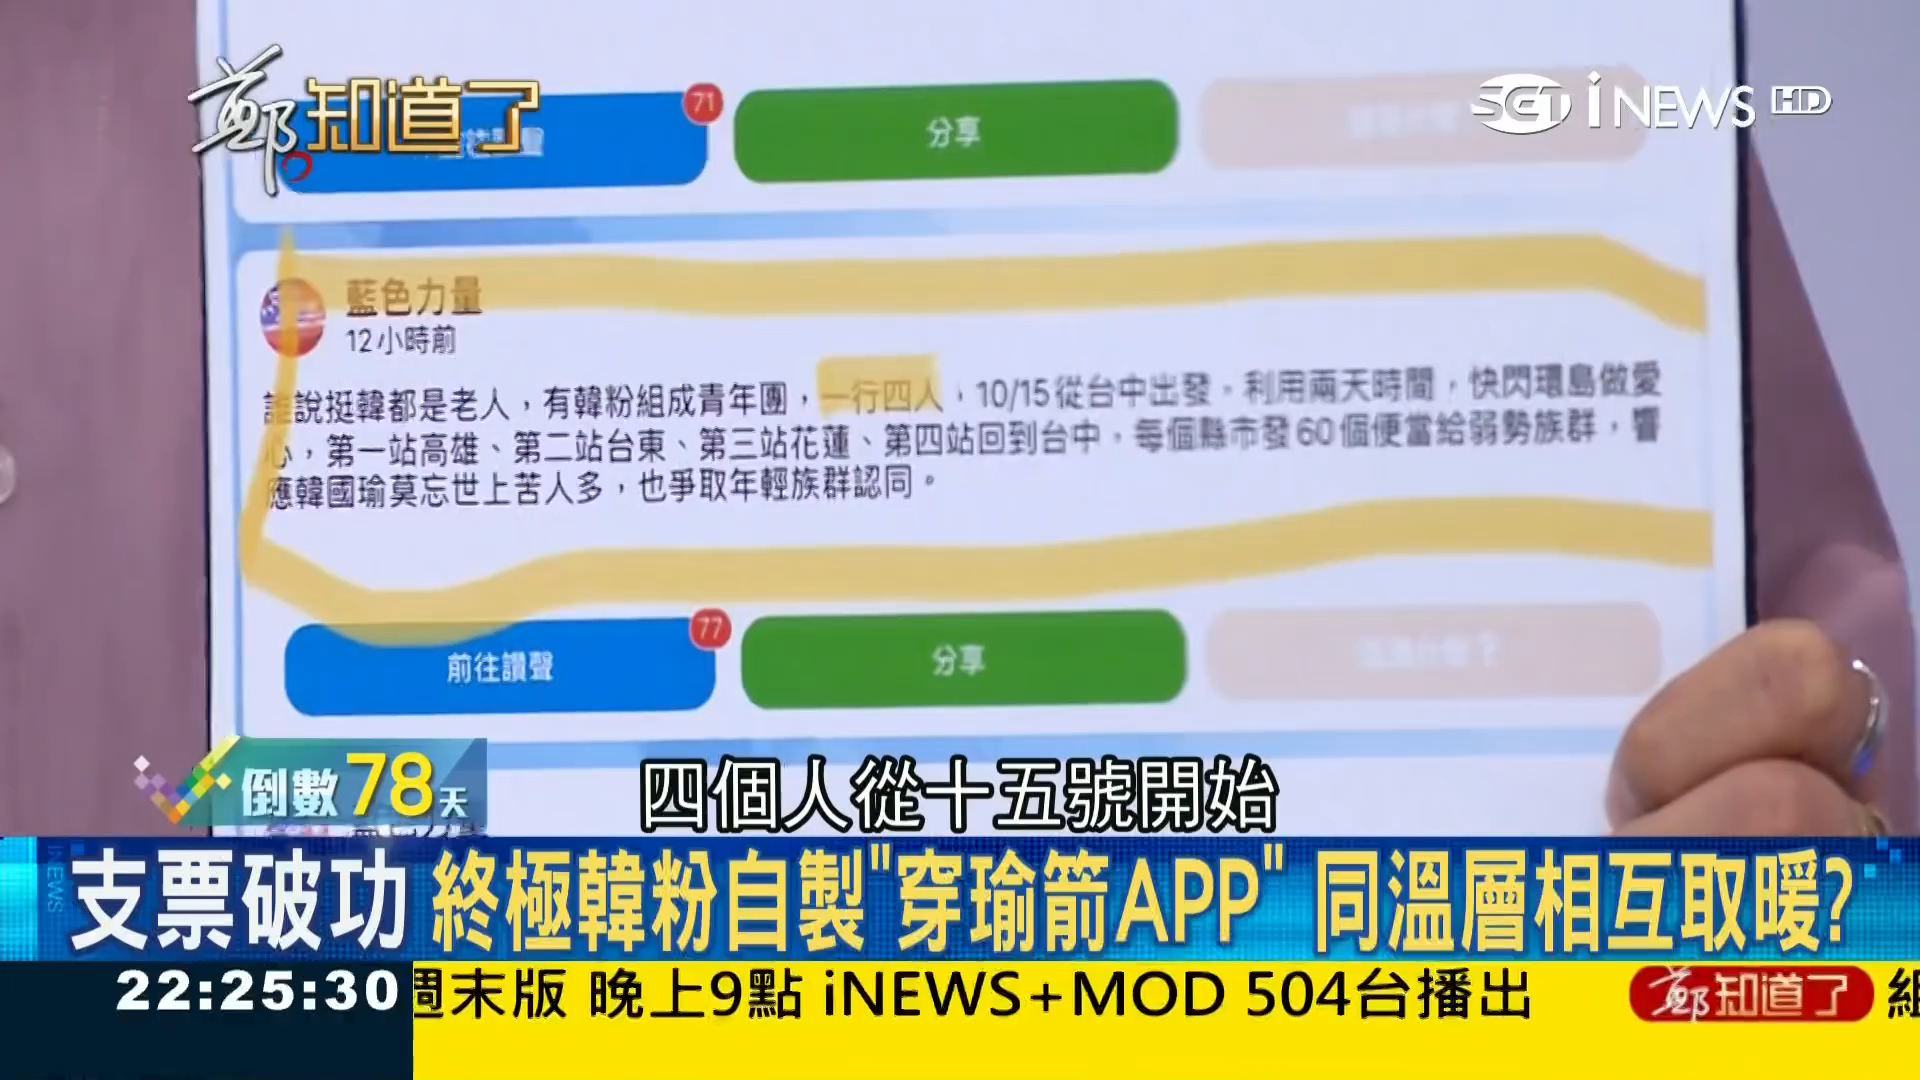 鄭知道了
SET iNEWS HD
71
分享
藍色力量
12小時前
誰說挺韓都是老人，有韓粉組成青年團，一行四人，10/15從台中出發，利用兩天時間，快閃環島做愛
心，第一站高雄、第二站台東、第三站花蓮、第四站回到台中，每個縣市發60個便當給弱勢族群，響
應韓國瑜莫忘世上苦人多，也爭取年輕族群認同。
77
前往讚聲
分享
倒數78天
四個人從十五號開始
支票破功 終極韓粉自製"穿瑜箭APP" 同溫層相互取暖?
22:25:30
週末版 晚上9點 iNEWS+MOD 504台播出
鄭知道了
組